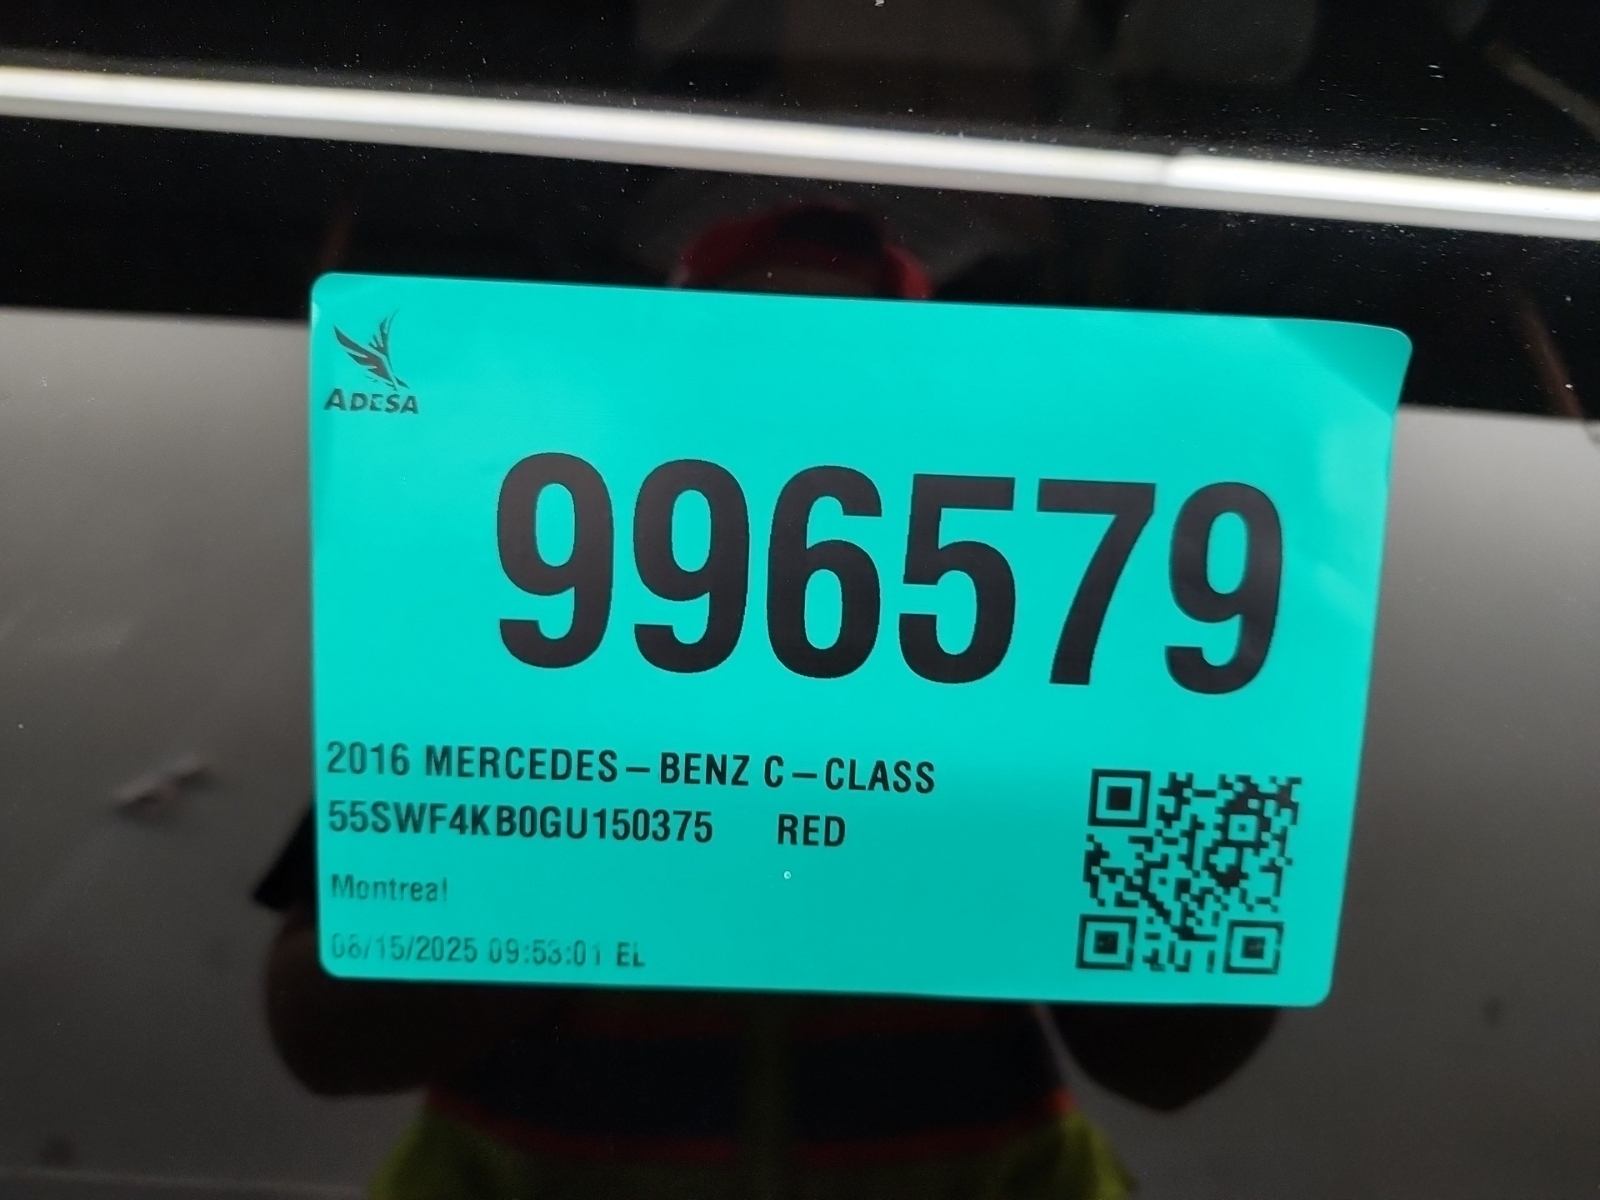 ADESA
996579
2016 MERCEDES-BENZ C-CLASS
55SWF4KB0GU150375 RED
Montreal
08/15/2025 09:53:01 EL